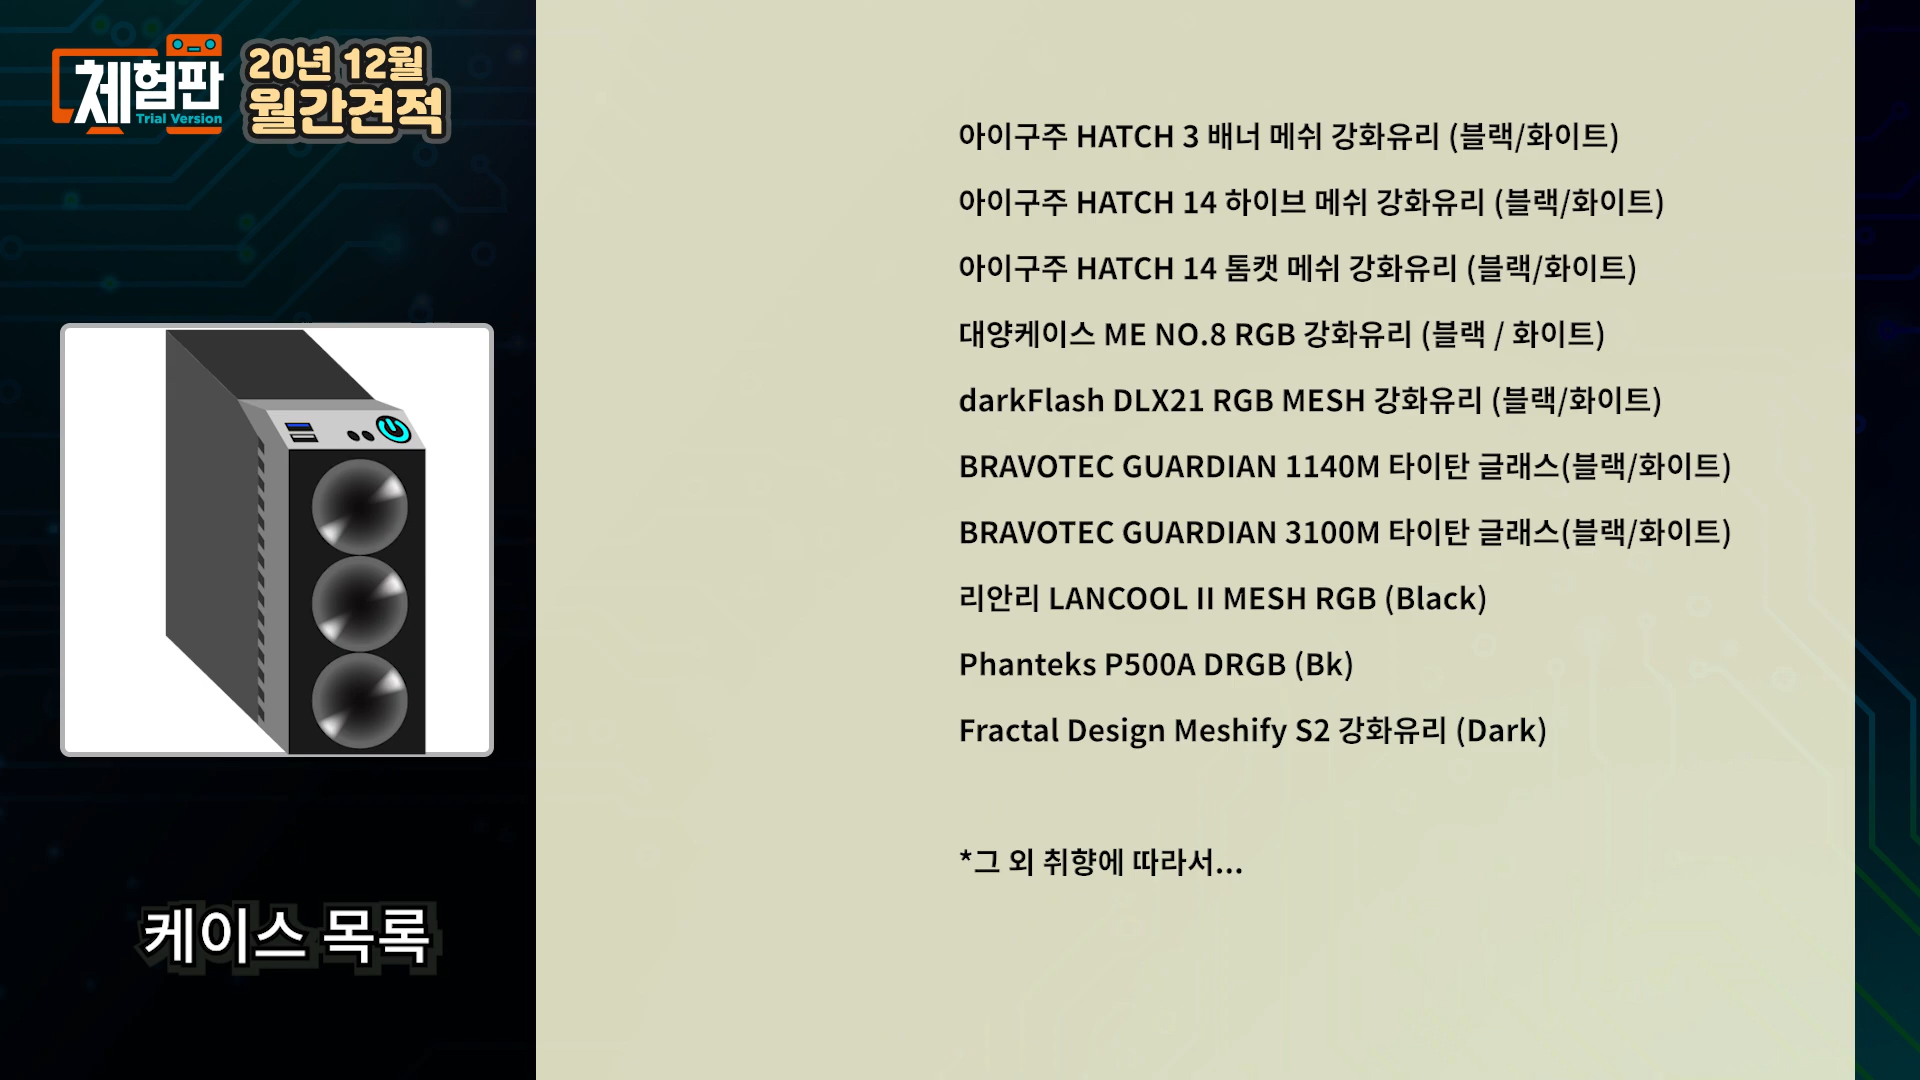 체험판
Trial Version
20년 12월
월간견적
아이구주 HATCH 3 배너 메쉬 강화유리 (블랙/화이트)
아이구주 HATCH 14 하이브 메쉬 강화유리 (블랙/화이트)
아이구주 HATCH 14 톰캣 메쉬 강화유리 (블랙/화이트)
대양케이스 ME NO.8 RGB 강화유리 (블랙 / 화이트)
darkFlash DLX21 RGB MESH 강화유리 (블랙/화이트)
BRAVOTEC GUARDIAN 1140M 타이탄 글래스(블랙/화이트)
BRAVOTEC GUARDIAN 3100M 타이탄 글래스(블랙/화이트)
리안리 LANCOOL II MESH RGB (Black)
Phanteks P500A DRGB (Bk)
Fractal Design Meshify S2 강화유리 (Dark)
*그 외 취향에 따라서...
케이스 목록